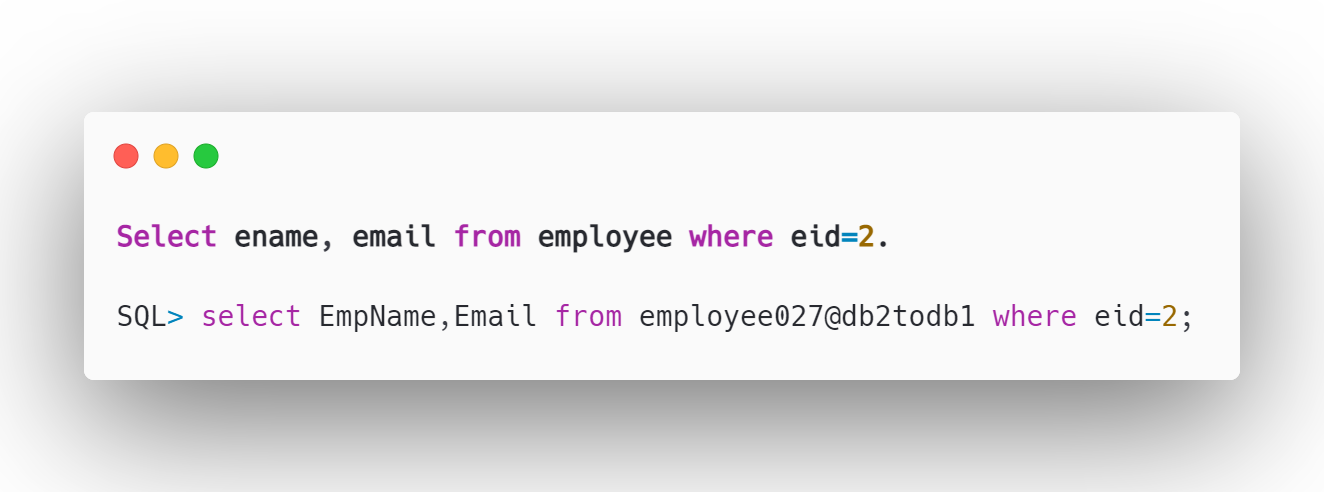 Select ename, email from employee where eid=2.
SQL> select EmpName,Email from employee027@db2todb1 where eid=2;